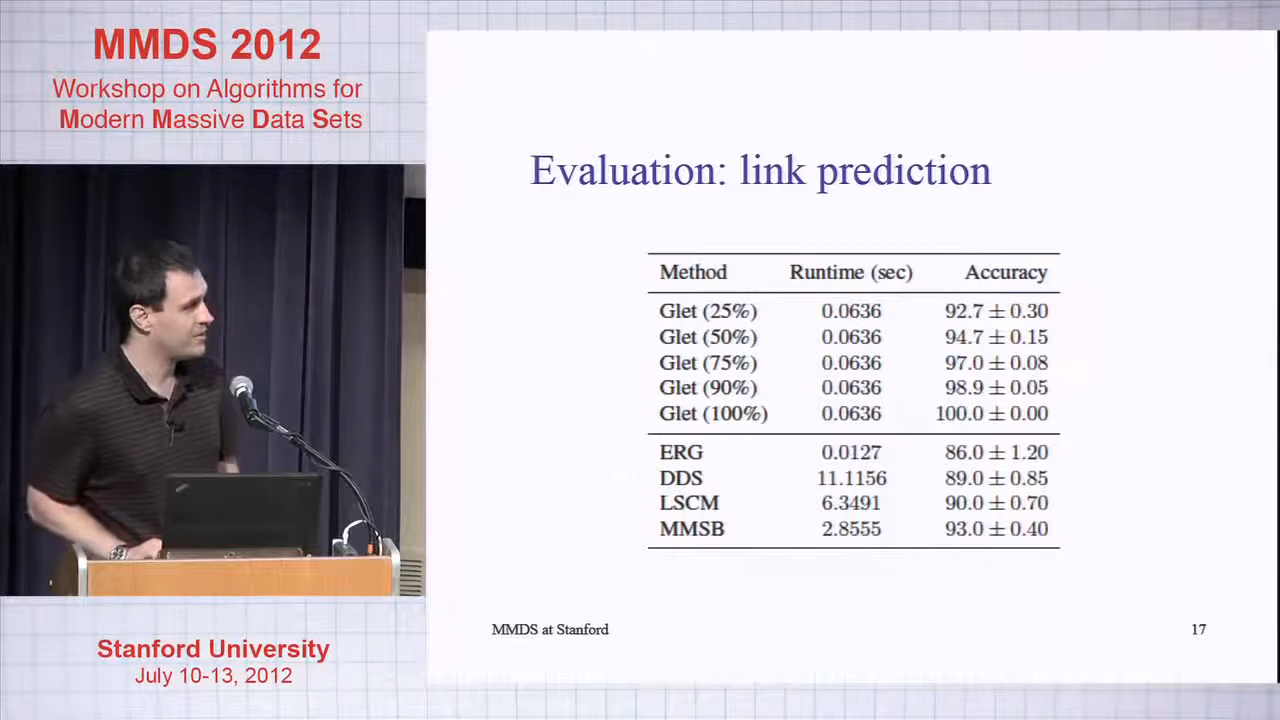 MMDS 2012
Workshop on Algorithms for
Modern Massive Data Sets
Evaluation: link prediction
Method Runtime (sec) Accuracy
Glet (25%) 0.0636 92.7 ± 0.30
Glet (50%) 0.0636 94.7 ± 0.15
Glet (75%) 0.0636 97.0 ± 0.08
Glet (90%) 0.0636 98.9 ± 0.05
Glet (100%) 0.0636 100.0 ± 0.00
ERG 0.0127 86.0 ± 1.20
DDS 11.1156 89.0 ± 0.85
LSCM 6.3491 90.0 ± 0.70
MMSB 2.8555 93.0 ± 0.40
MMDS at Stanford 17
Stanford University
July 10-13, 2012